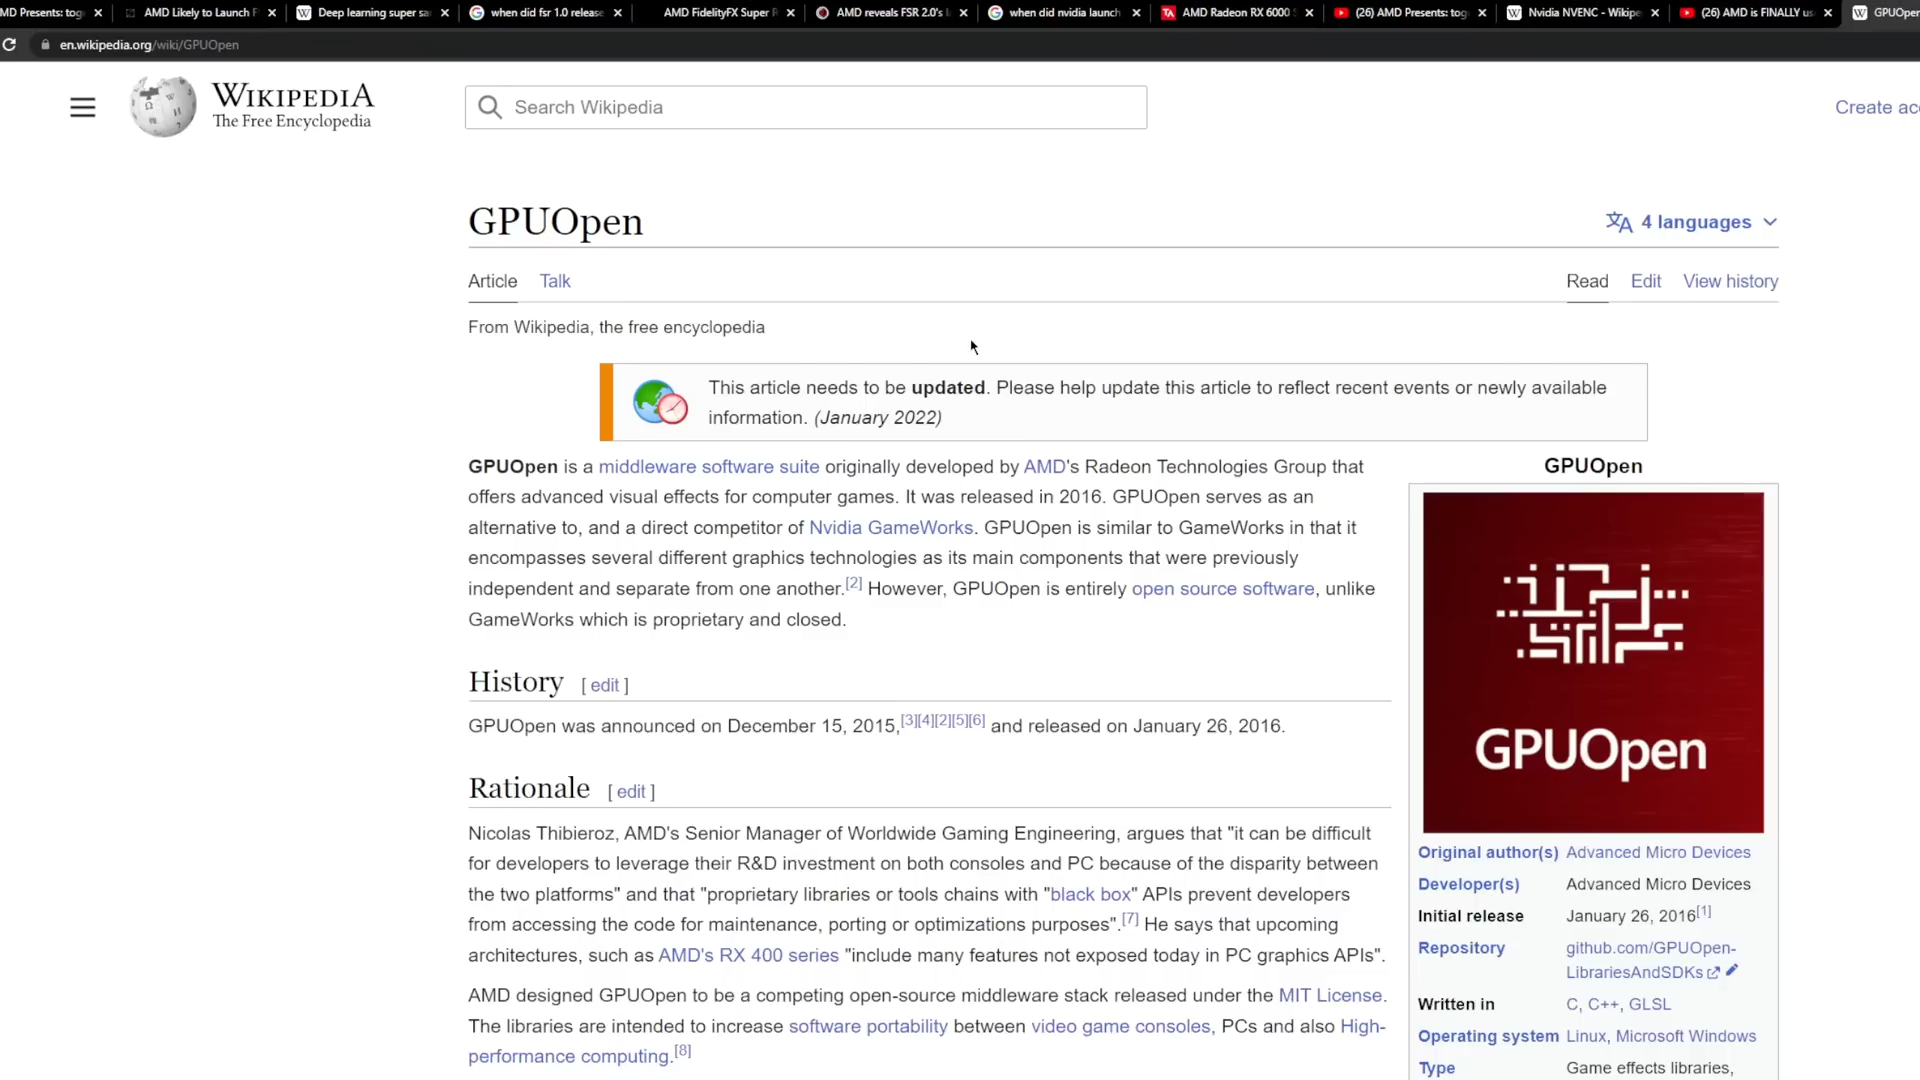 MD Presents: tog
AMD Likely to Launch F
Deep learning super sa
when did fsr 1.0 release
AMD FidelityFX Super R
AMD reveals FSR 2.0's l
when did nvidia launch
AMD Radeon RX 6000 S
(26) AMD Presents: tog
Nvidia NVENC - Wikipe
(26) AMD is FINALLY us
GPUOpen
en.wikipedia.org/wiki/GPUOpen
WIKIPEDIA
The Free Encyclopedia
Search Wikipedia
Create acc
GPUOpen
4 languages
Article Talk
Read Edit View history
From Wikipedia, the free encyclopedia
This article needs to be updated. Please help update this article to reflect recent events or newly available
information. (January 2022)
GPUOpen is a middleware software suite originally developed by AMD's Radeon Technologies Group that
offers advanced visual effects for computer games. It was released in 2016. GPUOpen serves as an
alternative to, and a direct competitor of Nvidia GameWorks. GPUOpen is similar to GameWorks in that it
encompasses several different graphics technologies as its main components that were previously
independent and separate from one another.[2] However, GPUOpen is entirely open source software, unlike
GameWorks which is proprietary and closed.
History [ edit ]
GPUOpen was announced on December 15, 2015,[3][4][2][5][6] and released on January 26, 2016.
Rationale [ edit ]
Nicolas Thibieroz, AMD's Senior Manager of Worldwide Gaming Engineering, argues that "it can be difficult
for developers to leverage their R&D investment on both consoles and PC because of the disparity between
the two platforms" and that "proprietary libraries or tools chains with "black box" APIs prevent developers
from accessing the code for maintenance, porting or optimizations purposes".[7] He says that upcoming
architectures, such as AMD's RX 400 series "include many features not exposed today in PC graphics APIs".
AMD designed GPUOpen to be a competing open-source middleware stack released under the MIT License.
The libraries are intended to increase software portability between video game consoles, PCs and also High-
performance computing.[8]
GPUOpen
GPUOpen
Original author(s) Advanced Micro Devices
Developer(s) Advanced Micro Devices
Initial release January 26, 2016[1]
Repository github.com/GPUOpen-
LibrariesAndSDKs
Written in C, C++, GLSL
Operating system Linux, Microsoft Windows
Type Game effects libraries,